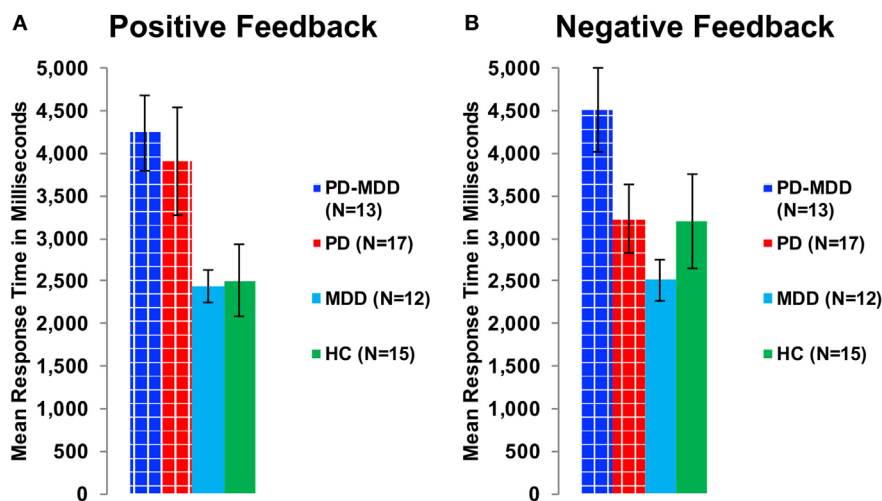 A
Positive Feedback
Mean Response Time in Milliseconds
5,000
4,500
4,000
3,500
3,000
2,500
2,000
1,500
1,000
500
0
PD-MDD
(N=13)
PD (N=17)
MDD (N=12)
HC (N=15)
B
Negative Feedback
Mean Response Time in Milliseconds
5,000
4,500
4,000
3,500
3,000
2,500
2,000
1,500
1,000
500
0
PD-MDD
(N=13)
PD (N=17)
MDD (N=12)
HC (N=15)